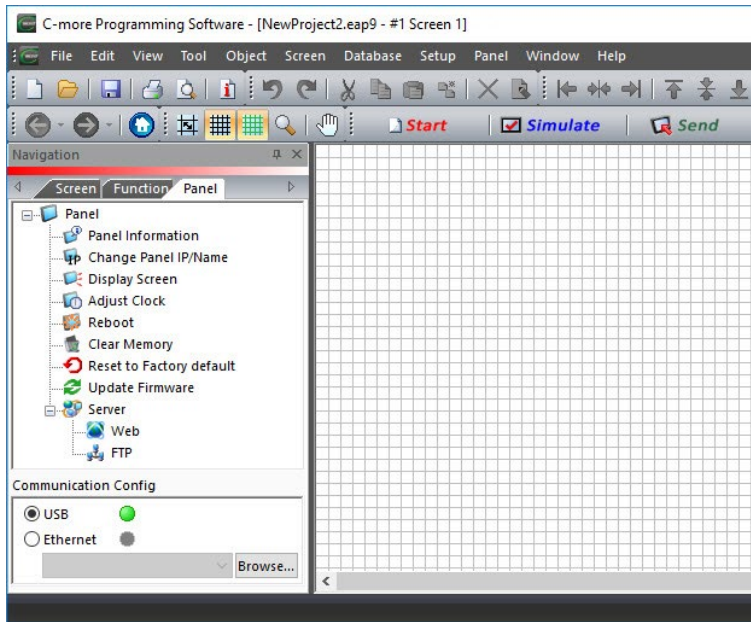 C-more Programming Software - [NewProject2.eap9 - #1 Screen 1]
File Edit View Tool Object Screen Database Setup Panel Window Help
Start Simulate Send
Navigation
Screen Function Panel
Panel
Panel Information
Change Panel IP/Name
Display Screen
Adjust Clock
Reboot
Clear Memory
Reset to Factory default
Update Firmware
Server
Web
FTP
Communication Config
USB
Ethernet
Browse...